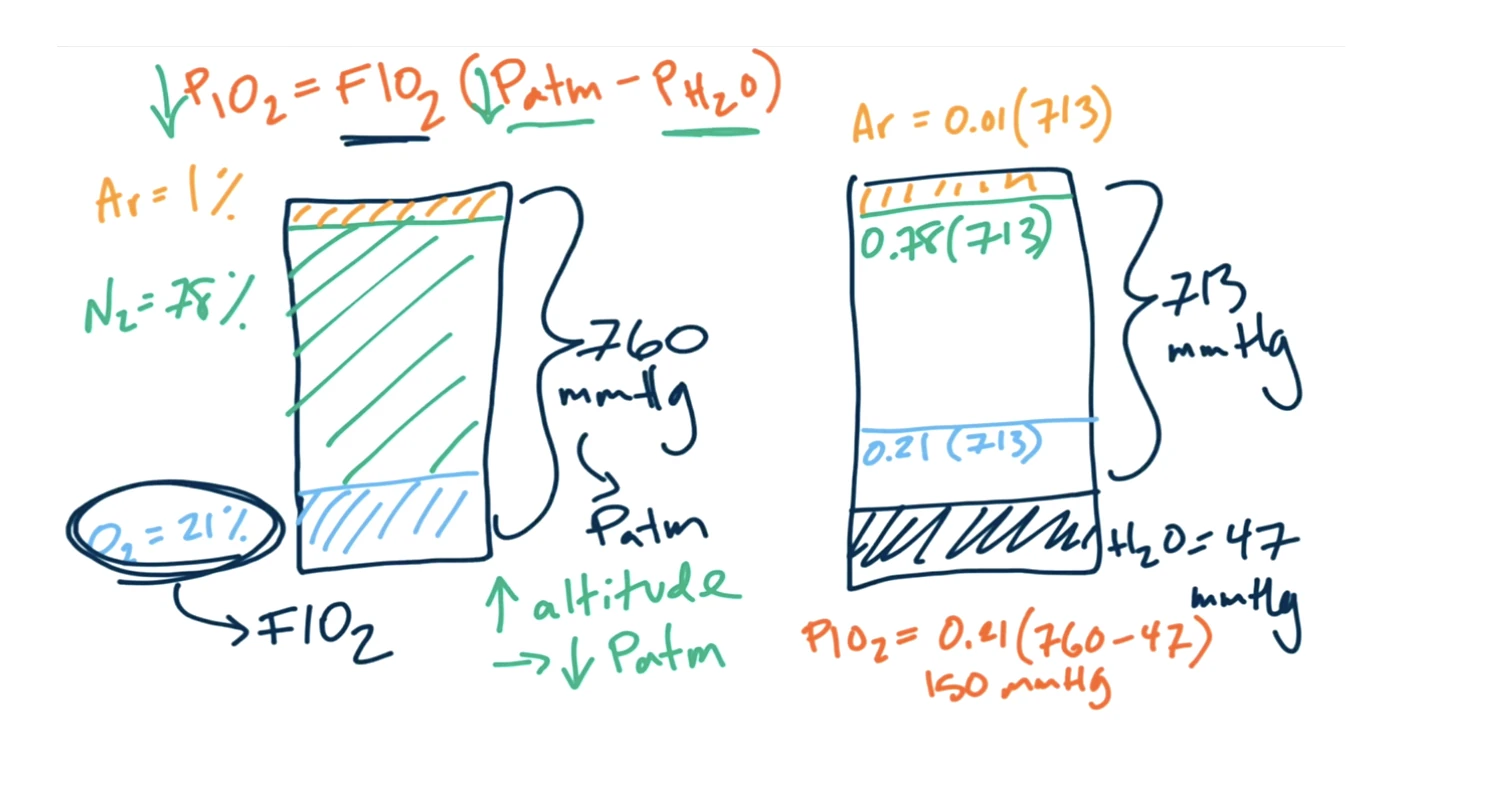 ↓PIO₂ = FIO₂ (↓Patm - PH₂O)
Ar = 1%
N₂ = 78%
O₂ = 21%
FIO₂
760
mmHg
Patm
↑ altitude
→ ↓ Patm
Ar = 0.01(713)
0.78(713)
0.21(713)
713
mmHg
H₂O = 47
mmHg
PIO₂ = 0.21(760-47)
150 mmHg